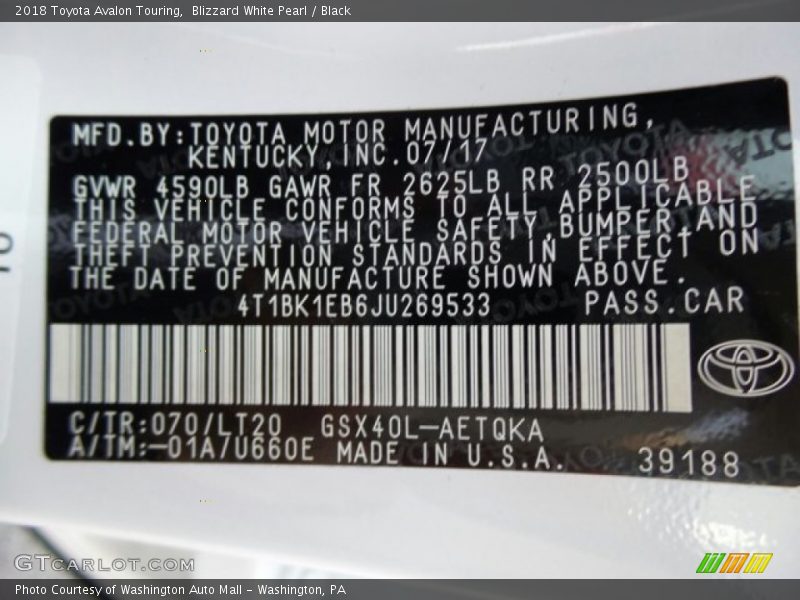 2018 Toyota Avalon Touring,  Blizzard White Pearl / Black
MFD.BY:TOYOTA MOTOR MANUFACTURING,
KENTUCKY,INC.07/17
GVWR 4590LB GAWR FR 2625LB RR 2500LB
THIS VEHICLE CONFORMS TO ALL APPLICABLE
FEDERAL MOTOR VEHICLE SAFETY,BUMPER,AND
THEFT PREVENTION STANDARDS IN EFFECT ON
THE DATE OF MANUFACTURE SHOWN ABOVE.
4T1BK1EB6JU269533 PASS.CAR
C/TR:070/LT20 GSX40L-AETQKA
A/TM:-01A/U660E MADE IN U.S.A. 39188
GTCARLOT.COM
Photo Courtesy of Washington Auto Mall - Washington, PA